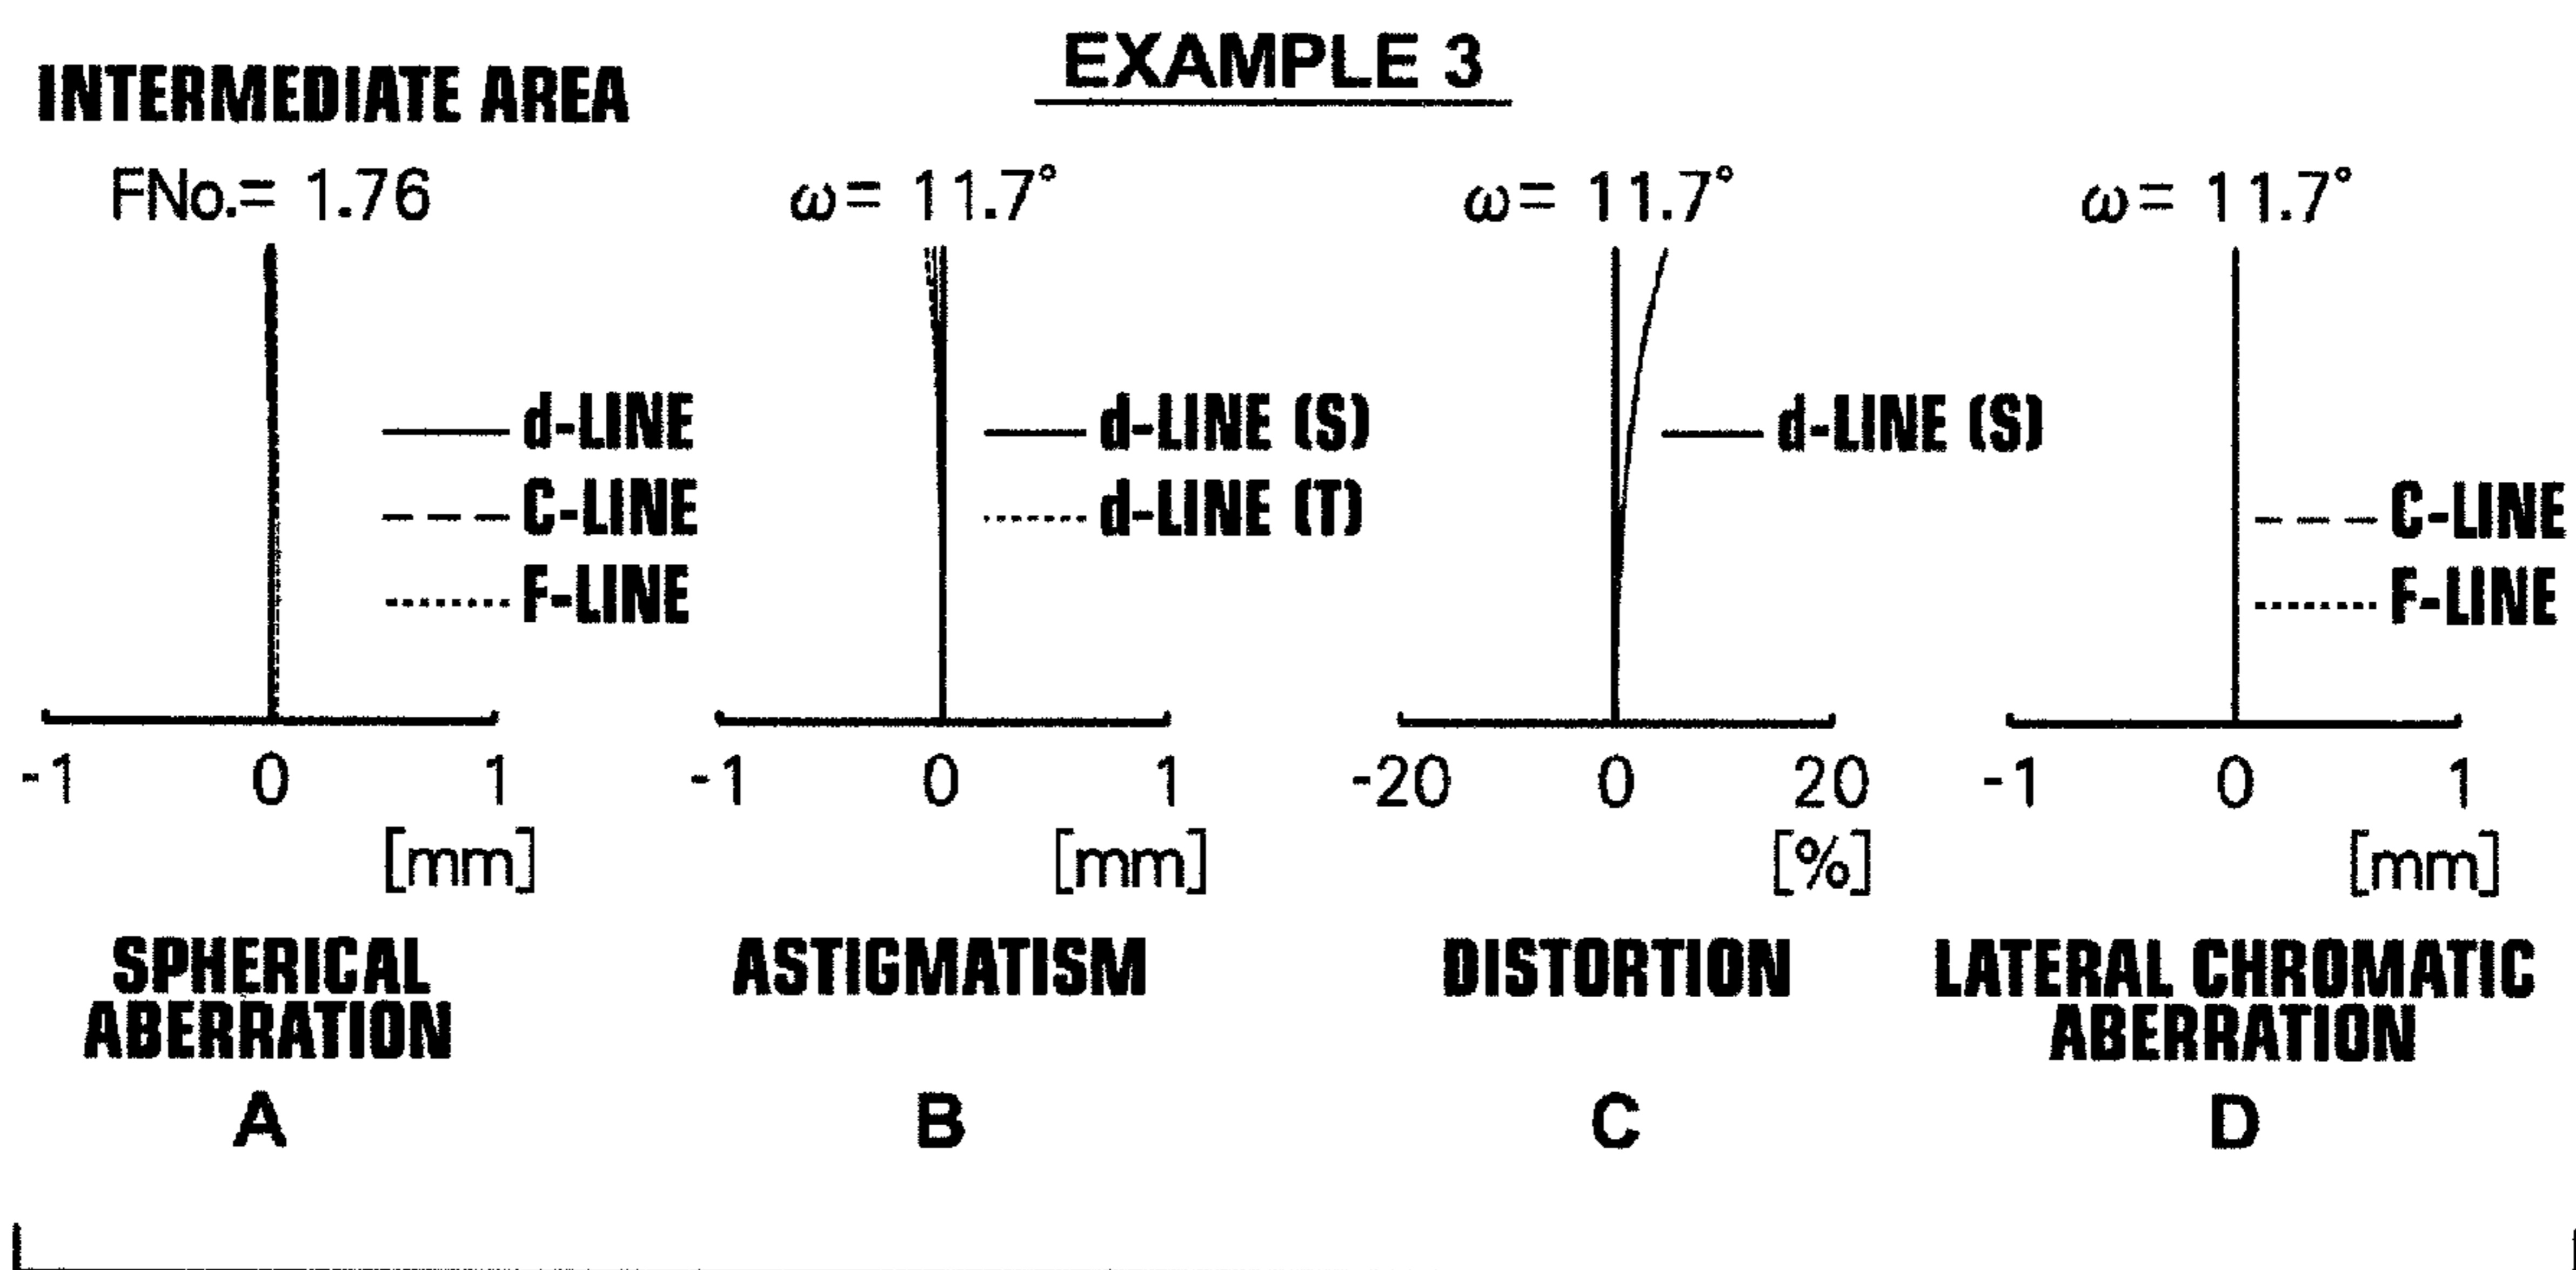 EXAMPLE 3
INTERMEDIATE AREA
FNo.= 1.76
ω= 11.7°
ω= 11.7°
ω= 11.7°
d-LINE
C-LINE
F-LINE
d-LINE (S)
d-LINE (T)
d-LINE (S)
C-LINE
F-LINE
-1 0 1
-1 0 1
-20 0 20
-1 0 1
[mm]
[mm]
[%]
[mm]
SPHERICAL
ABERRATION
ASTIGMATISM
DISTORTION
LATERAL CHROMATIC
ABERRATION
A
B
C
D